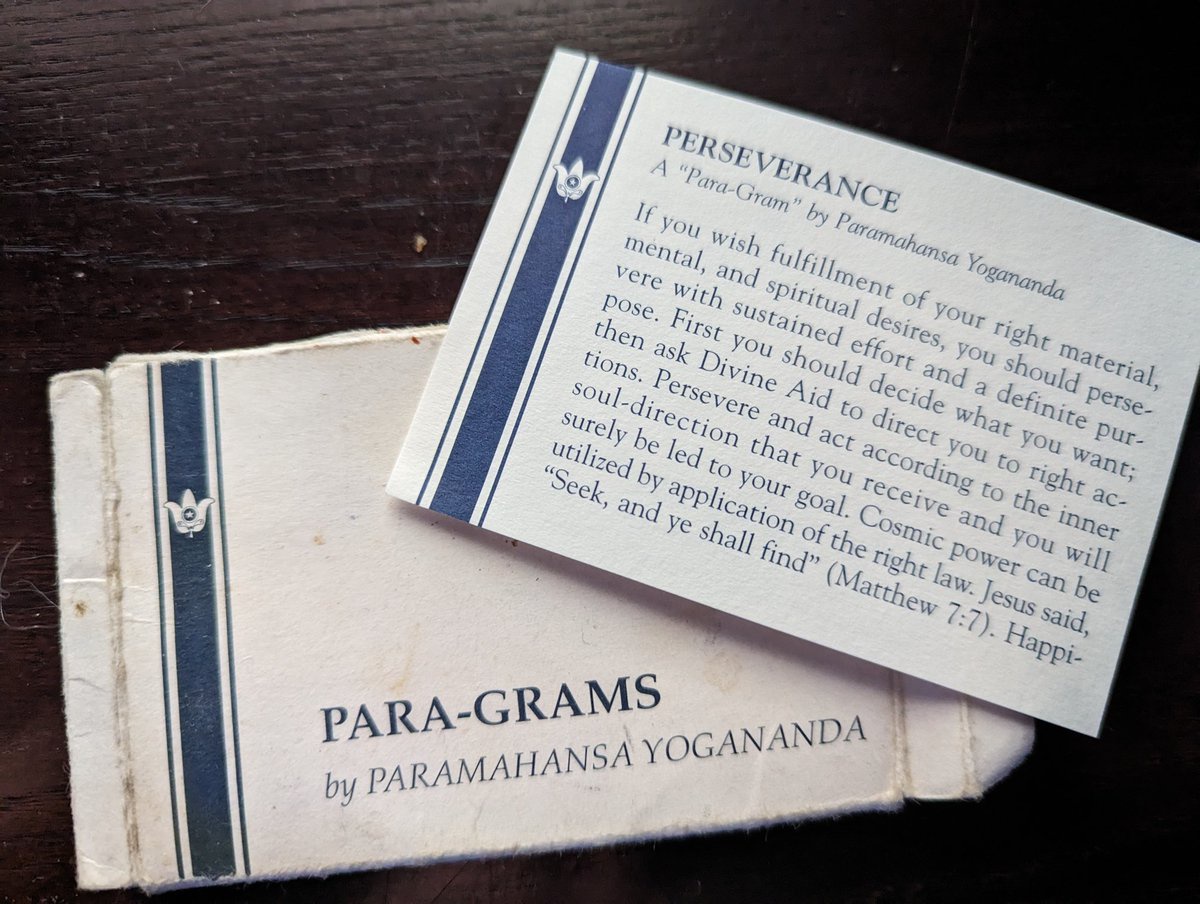 PERSEVERANCE
A “Para-Gram” by Paramahansa Yogananda
If you wish fulfillment of your right material,
mental, and spiritual desires, you should perse-
vere with sustained effort and a definite pur-
pose. First you should decide what you want;
then ask Divine Aid to direct you to right ac-
tions. Persevere and act according to the inner
soul-direction that you receive and you will
surely be led to your goal. Cosmic power can be
utilized by application of the right law. Jesus said,
“Seek, and ye shall find” (Matthew 7:7). Happi-
PARA-GRAMS
by PARAMAHANSA YOGANANDA